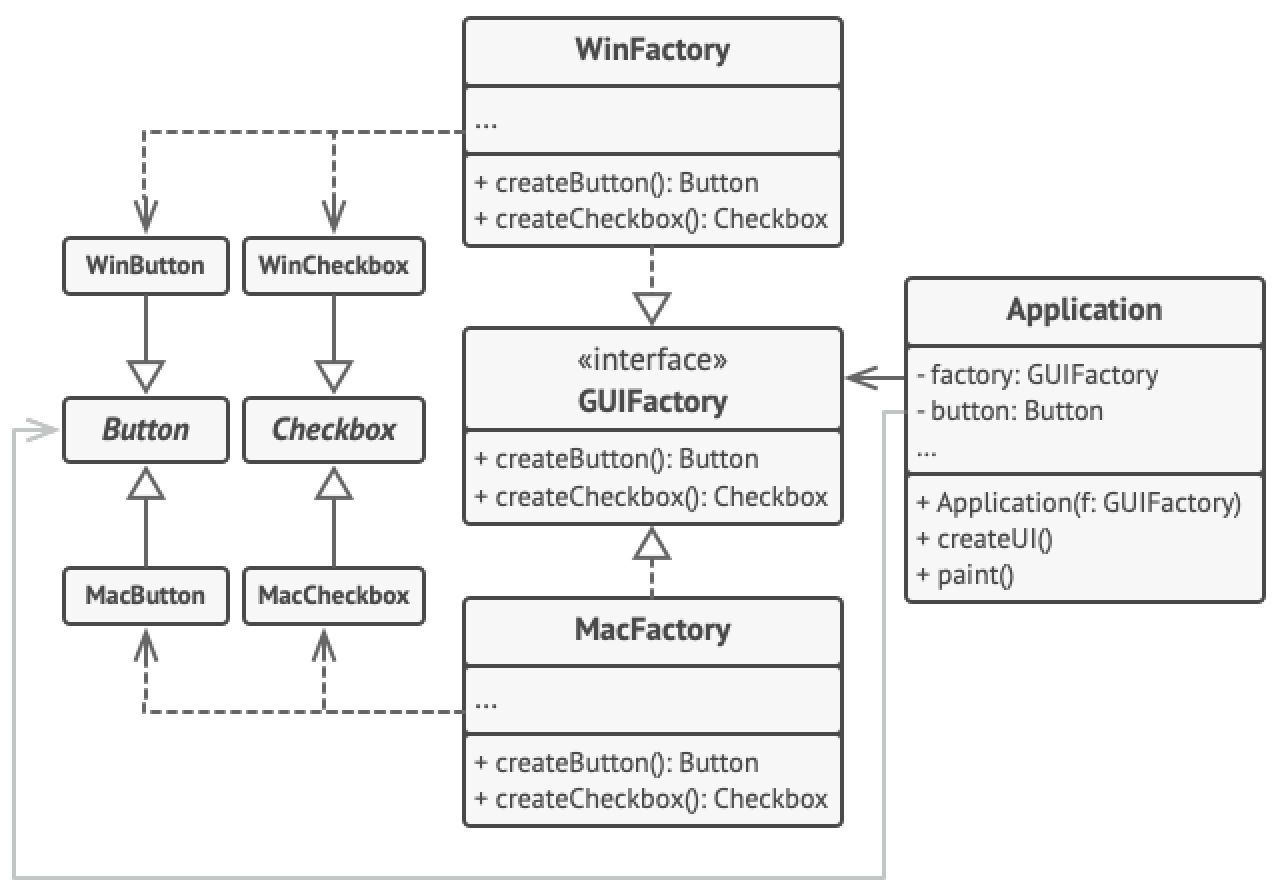 WinFactory
...
+ createButton(): Button
+ createCheckbox(): Checkbox
WinButton
WinCheckbox
Button
Checkbox
MacButton
MacCheckbox
«interface»
GUIFactory
+ createButton(): Button
+ createCheckbox(): Checkbox
Application
- factory: GUIFactory
- button: Button
...
+ Application(f: GUIFactory)
+ createUI()
+ paint()
MacFactory
...
+ createButton(): Button
+ createCheckbox(): Checkbox